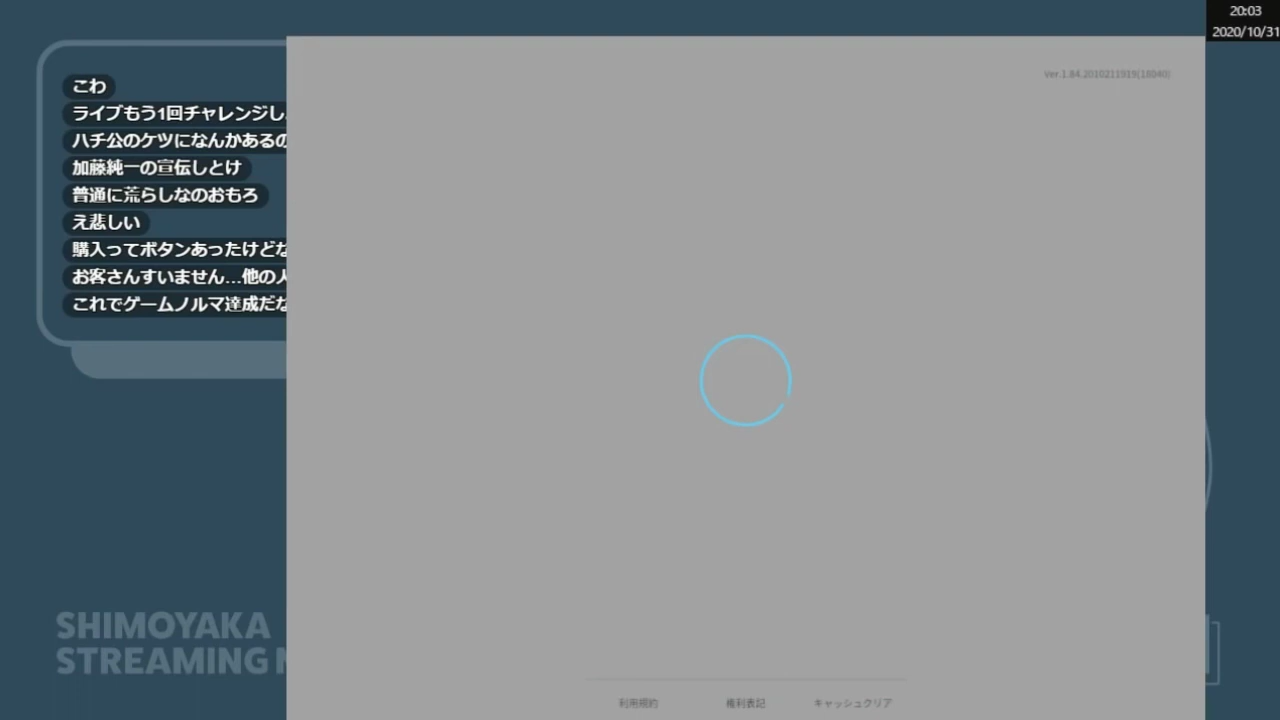 20:03
2020/10/31
ver.1.84.2010211919(18040)
こわ
ライブもう1回チャレンジし
ハチ公のケツになんかあるの
加藤純一の宣伝しとけ
普通に荒らしなのおもろ
え悲しい
購入ってボタンあったけどな
お客さんすいません…他の人
これでゲームノルマ達成だな
SHIMOYAKA
STREAMING
利用規約
権利表記
キャッシュクリア